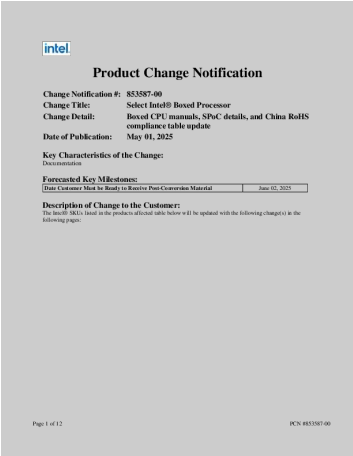 intel.
Product Change Notification
Change Notification #: 853587-00
Change Title: Select Intel® Boxed Processor
Change Detail: Boxed CPU manuals, SPoC details, and China RoHS
compliance table update
Date of Publication: May 01, 2025
Key Characteristics of the Change:
Documentation
Forecasted Key Milestones:
Date Customer Must be Ready to Receive Post-Conversion Material June 02, 2025
Description of Change to the Customer:
The Intel® SKUs listed in the products affected table below will be updated with the following change(s) in the
following pages:
Page 1 of 12 PCN #853587-00